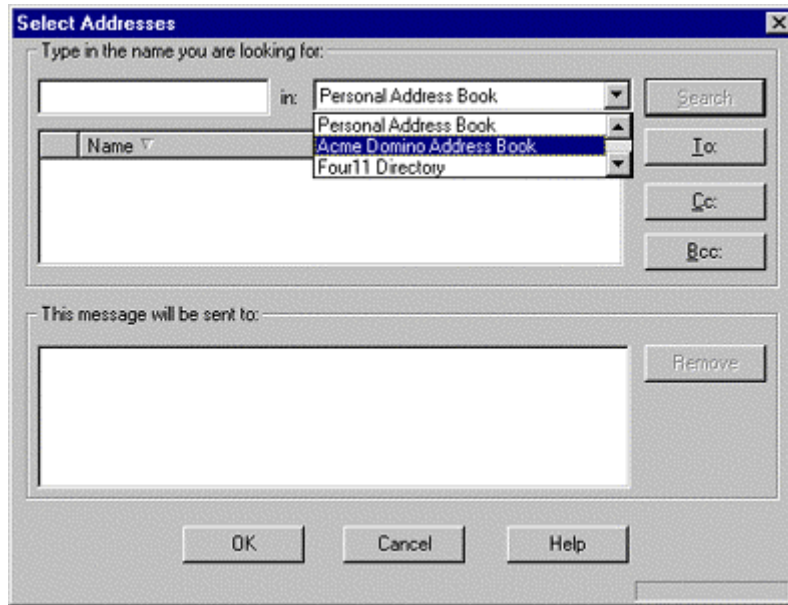 Select Addresses
Type in the name you are looking for:
in: Personal Address Book Search
Personal Address Book
Name Acme Domino Address Book To:
Four11 Directory
Cc:
Bcc:
This message will be sent to:
Remove
OK Cancel Help